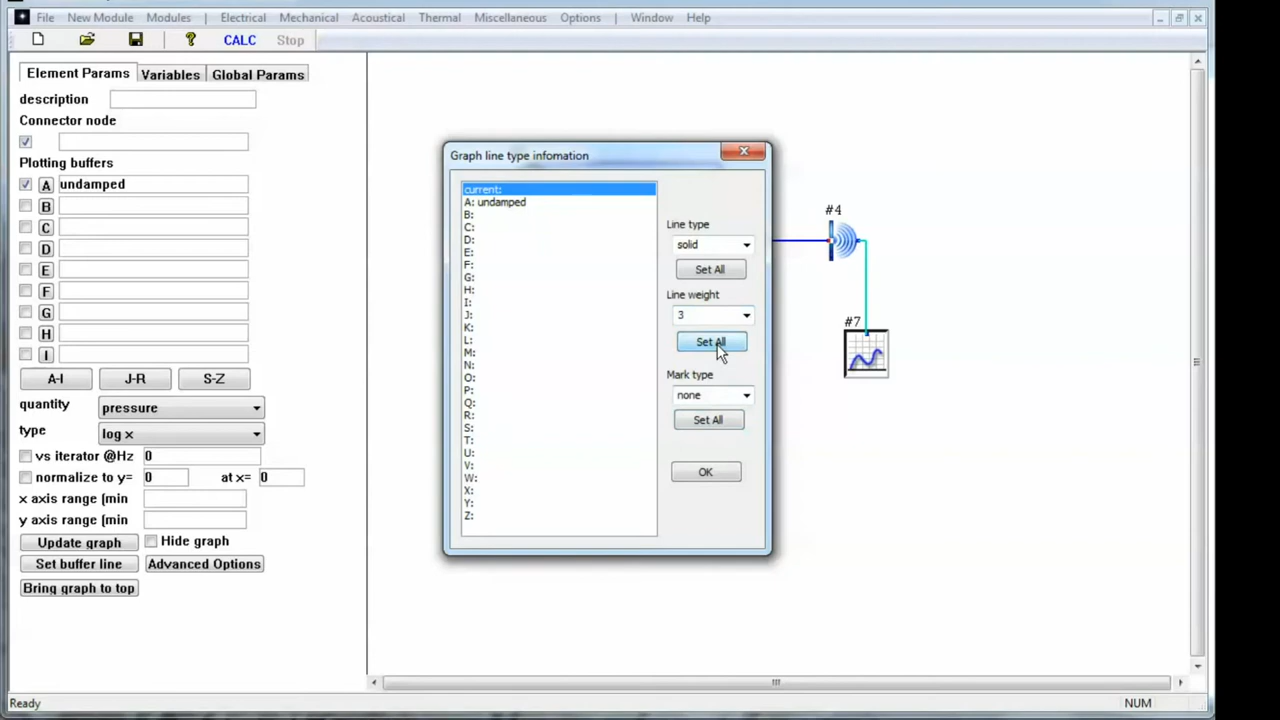 File New Module Modules Electrical Mechanical Acoustical Thermal Miscellaneous Options Window Help
CALC Stop
Element Params Variables Global Params
description
Connector node
Plotting buffers
A undamped
B
C
D
E
F
G
H
I
A-I J-R S-Z
quantity pressure
type log x
vs iterator @Hz 0
normalize to y= 0 at x= 0
x axis range (min
y axis range (min
Update graph Hide graph
Set buffer line Advanced Options
Bring graph to top
Graph line type infomation
current:
A: undamped
B:
C:
D:
E:
F:
G:
H:
I:
J:
K:
L:
M:
N:
O:
P:
Q:
R:
S:
T:
U:
V:
W:
X:
Y:
Z:
Line type
solid
Set All
Line weight
3
Set All
Mark type
none
Set All
OK
#4
#7
Ready NUM